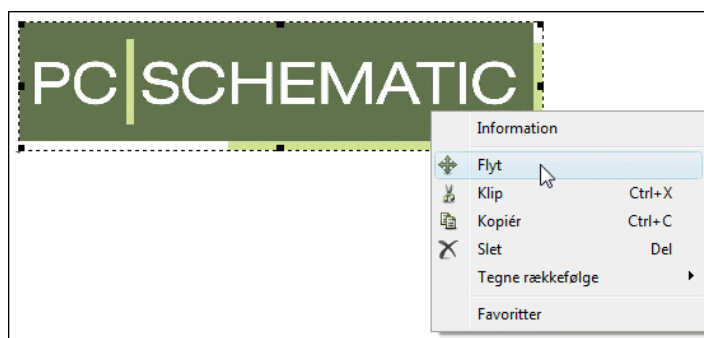 PC SCHEMATIC
Information
Flyt
Klip Ctrl+X
Kopiér Ctrl+C
Slet Del
Tegne rækkefølge
Favoritter